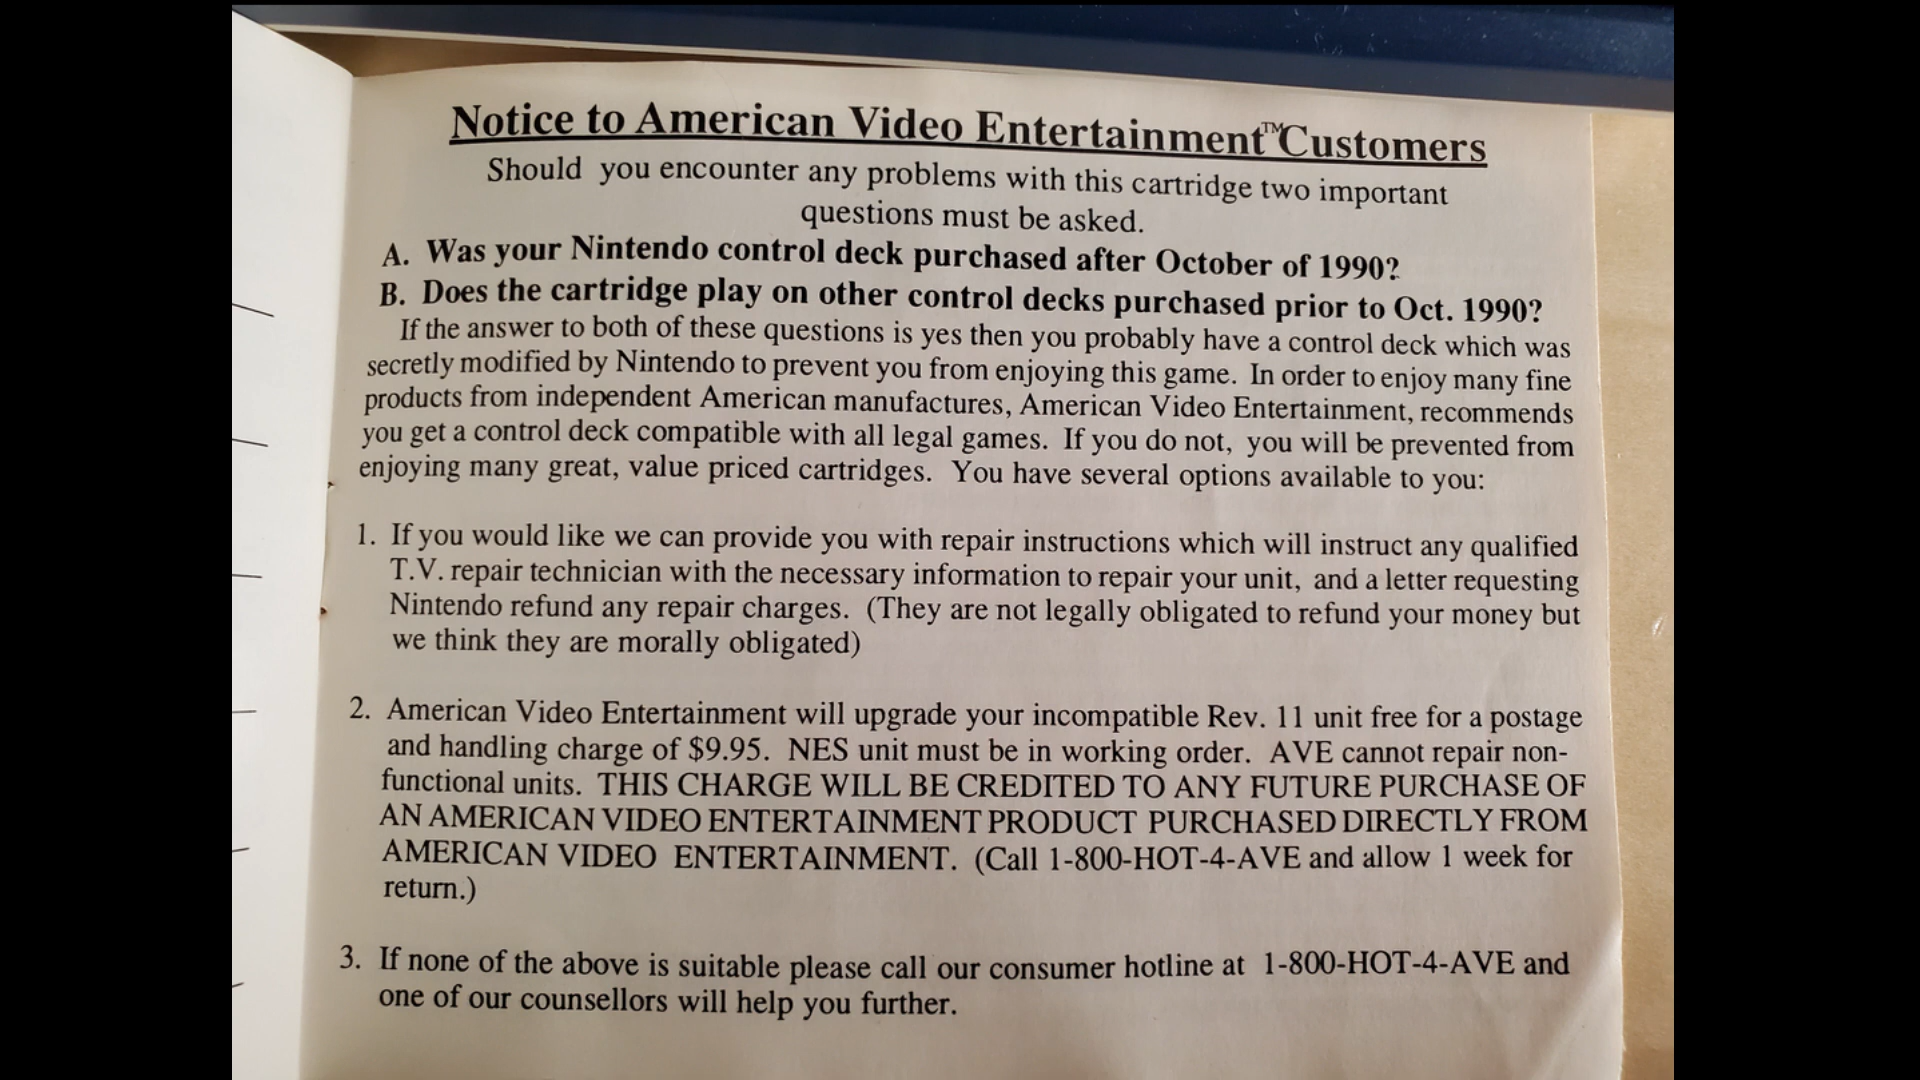 Notice to American Video Entertainment™ Customers
Should you encounter any problems with this cartridge two important
questions must be asked.
A. Was your Nintendo control deck purchased after October of 1990?
B. Does the cartridge play on other control decks purchased prior to Oct. 1990?
If the answer to both of these questions is yes then you probably have a control deck which was
secretly modified by Nintendo to prevent you from enjoying this game. In order to enjoy many fine
products from independent American manufactures, American Video Entertainment, recommends
you get a control deck compatible with all legal games. If you do not, you will be prevented from
enjoying many great, value priced cartridges. You have several options available to you:
1. If you would like we can provide you with repair instructions which will instruct any qualified
T.V. repair technician with the necessary information to repair your unit, and a letter requesting
Nintendo refund any repair charges. (They are not legally obligated to refund your money but
we think they are morally obligated)
2. American Video Entertainment will upgrade your incompatible Rev. 11 unit free for a postage
and handling charge of $9.95. NES unit must be in working order. AVE cannot repair non-
functional units. THIS CHARGE WILL BE CREDITED TO ANY FUTURE PURCHASE OF
AN AMERICAN VIDEO ENTERTAINMENT PRODUCT PURCHASED DIRECTLY FROM
AMERICAN VIDEO ENTERTAINMENT. (Call 1-800-HOT-4-AVE and allow 1 week for
return.)
3. If none of the above is suitable please call our consumer hotline at 1-800-HOT-4-AVE and
one of our counsellors will help you further.